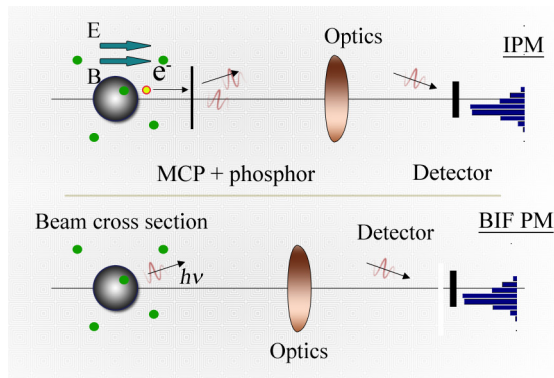 E
Optics
IPM
B
e-
MCP + phosphor
Detector
Beam cross section
BIF PM
Detector
hν
Optics